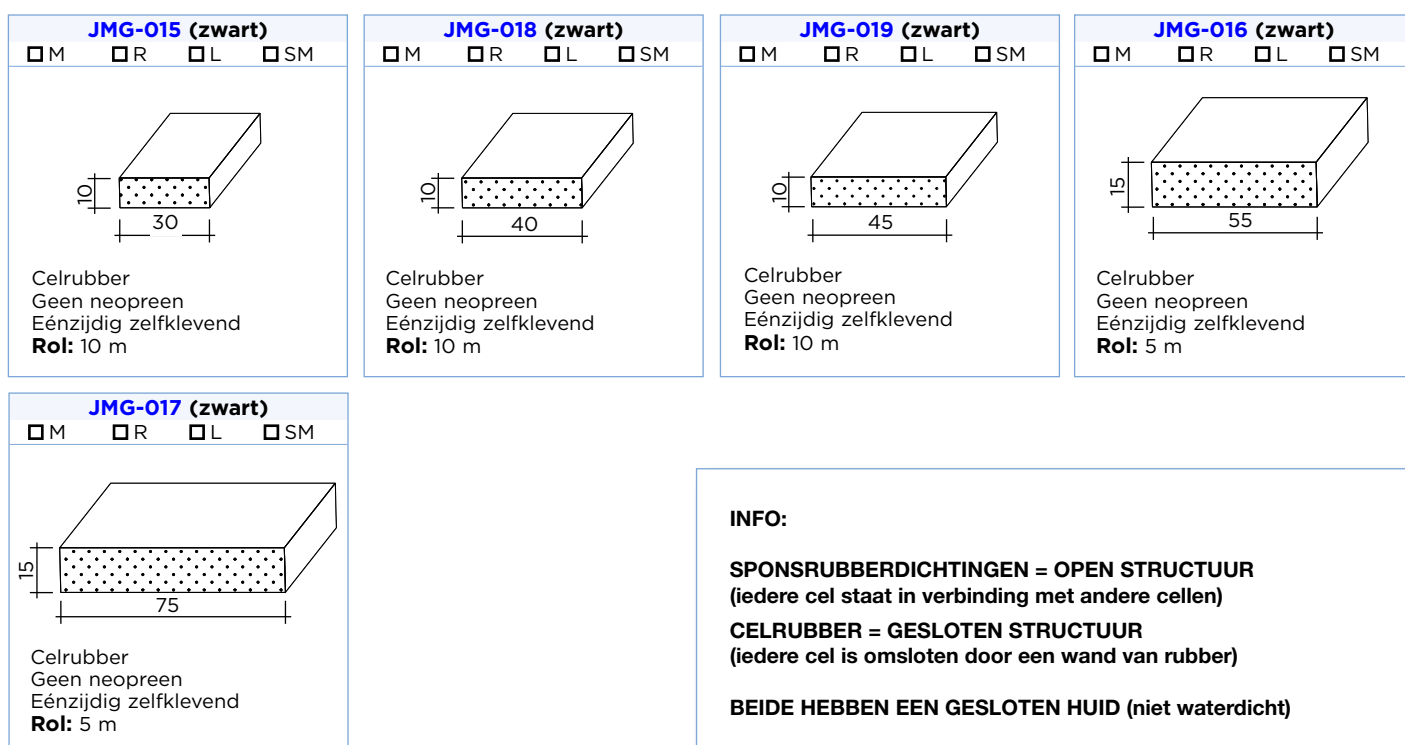 JMG-015 (zwart)
☐ M ☐ R ☐ L ☐ SM
10
30
Celrubber
Geen neopreen
Eénzijdig zelfklevend
Rol: 10 m
JMG-018 (zwart)
☐ M ☐ R ☐ L ☐ SM
10
40
Celrubber
Geen neopreen
Eénzijdig zelfklevend
Rol: 10 m
JMG-019 (zwart)
☐ M ☐ R ☐ L ☐ SM
10
45
Celrubber
Geen neopreen
Eénzijdig zelfklevend
Rol: 10 m
JMG-016 (zwart)
☐ M ☐ R ☐ L ☐ SM
15
55
Celrubber
Geen neopreen
Eénzijdig zelfklevend
Rol: 5 m
JMG-017 (zwart)
☐ M ☐ R ☐ L ☐ SM
15
75
Celrubber
Geen neopreen
Eénzijdig zelfklevend
Rol: 5 m
INFO:
SPONSRUBBERDICHTINGEN = OPEN STRUCTUUR
(iedere cel staat in verbinding met andere cellen)
CELRUBBER = GESLOTEN STRUCTUUR
(iedere cel is omsloten door een wand van rubber)
BEIDE HEBBEN EEN GESLOTEN HUID (niet waterdicht)